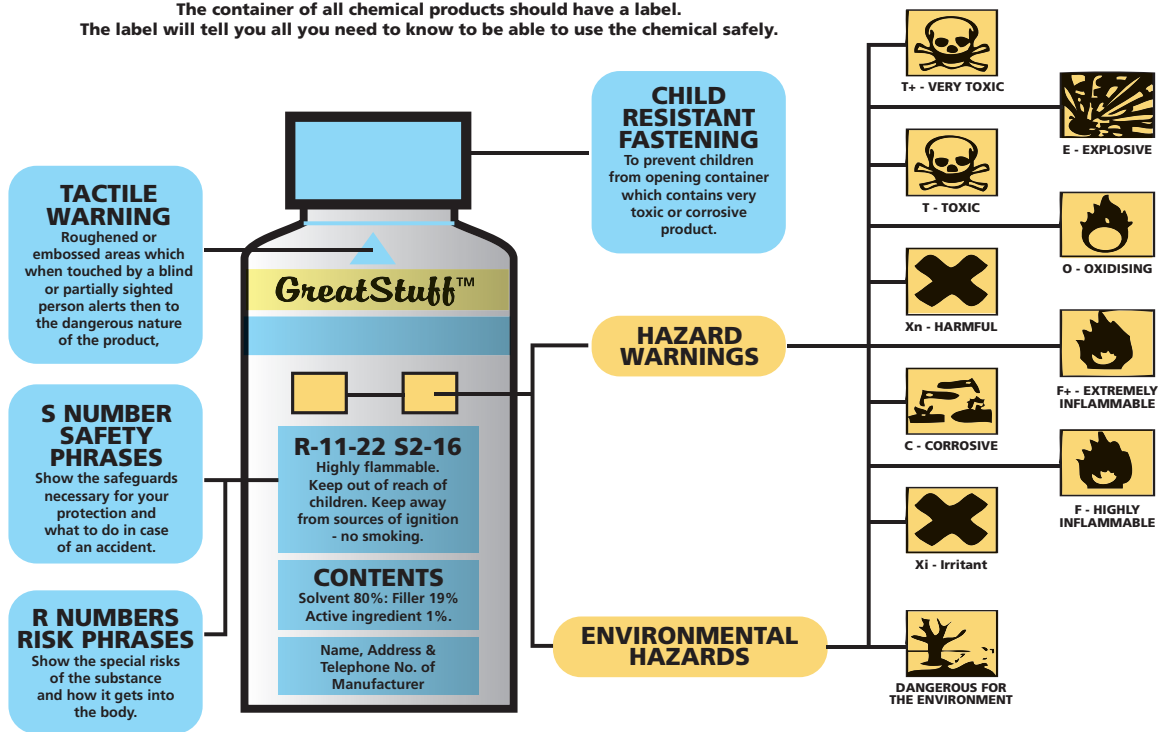 The container of all chemical products should have a label.
The label will tell you all you need to know to be able to use the chemical safely.
TACTILE
WARNING
Roughened or
embossed areas which
when touched by a blind
or partially sighted
person alerts then to
the dangerous nature
of the product,
S NUMBER
SAFETY
PHRASES
Show the safeguards
necessary for your
protection and
what to do in case
of an accident.
R NUMBERS
RISK PHRASES
Show the special risks
of the substance
and how it gets into
the body.
GreatStuff™
R-11-22 S2-16
Highly flammable.
Keep out of reach of
children. Keep away
from sources of ignition
- no smoking.
CONTENTS
Solvent 80%: Filler 19%
Active ingredient 1%.
Name, Address &
Telephone No. of
Manufacturer
CHILD
RESISTANT
FASTENING
To prevent children
from opening container
which contains very
toxic or corrosive
product.
HAZARD
WARNINGS
ENVIRONMENTAL
HAZARDS
T+ - VERY TOXIC
E - EXPLOSIVE
T - TOXIC
O - OXIDISING
Xn - HARMFUL
F+ - EXTREMELY
INFLAMMABLE
C - CORROSIVE
F - HIGHLY
INFLAMMABLE
Xi - Irritant
DANGEROUS FOR
THE ENVIRONMENT